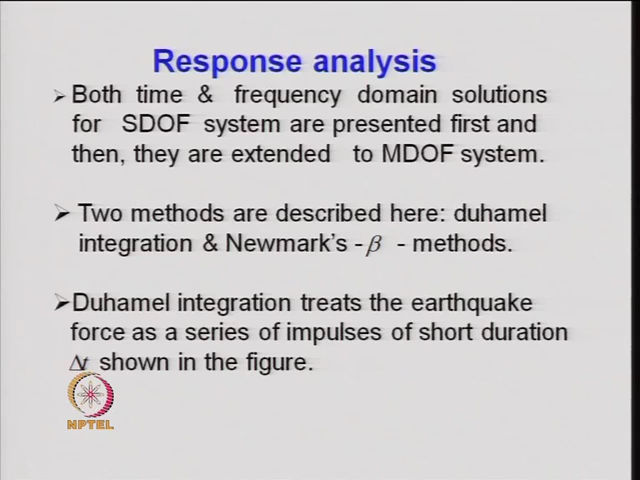 Response analysis
➢ Both time & frequency domain solutions
for SDOF system are presented first and
then, they are extended to MDOF system.
➢ Two methods are described here: duhamel
integration & Newmark's -β - methods.
➢Duhamel integration treats the earthquake
force as a series of impulses of short duration
Δt shown in the figure.
NPTEL